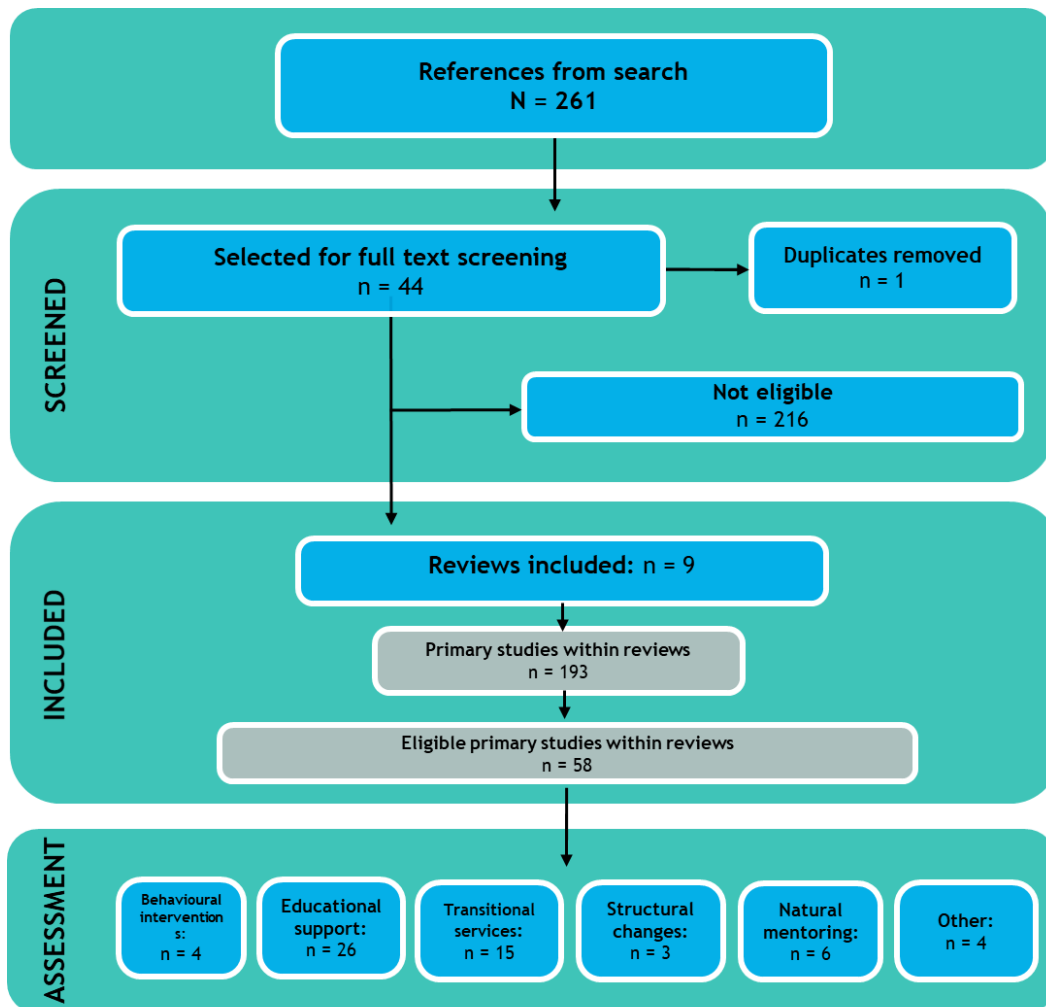 References from search
N = 261
SCREENED
Selected for full text screening
n = 44
Duplicates removed
n = 1
Not eligible
n = 216
INCLUDED
Reviews included: n = 9
Primary studies within reviews
n = 193
Eligible primary studies within reviews
n = 58
ASSESSMENT
Behavioural
intervention
s:
n = 4
Educational
support:
n = 26
Transitional
services:
n = 15
Structural
changes:
n = 3
Natural
mentoring:
n = 6
Other:
n = 4